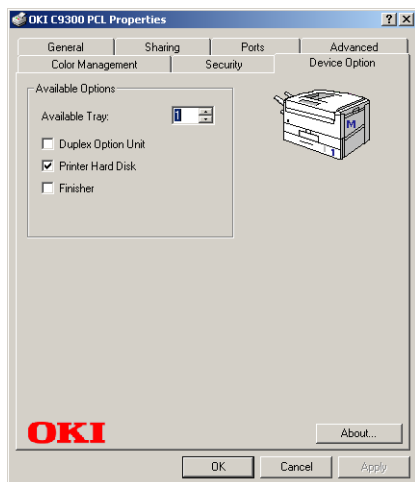 OKI C9300 PCL Properties
General Sharing Ports Advanced
Color Management Security Device Option
Available Options
Available Tray: 1
Duplex Option Unit
Printer Hard Disk
Finisher
M
1
OKI
About...
OK Cancel Apply